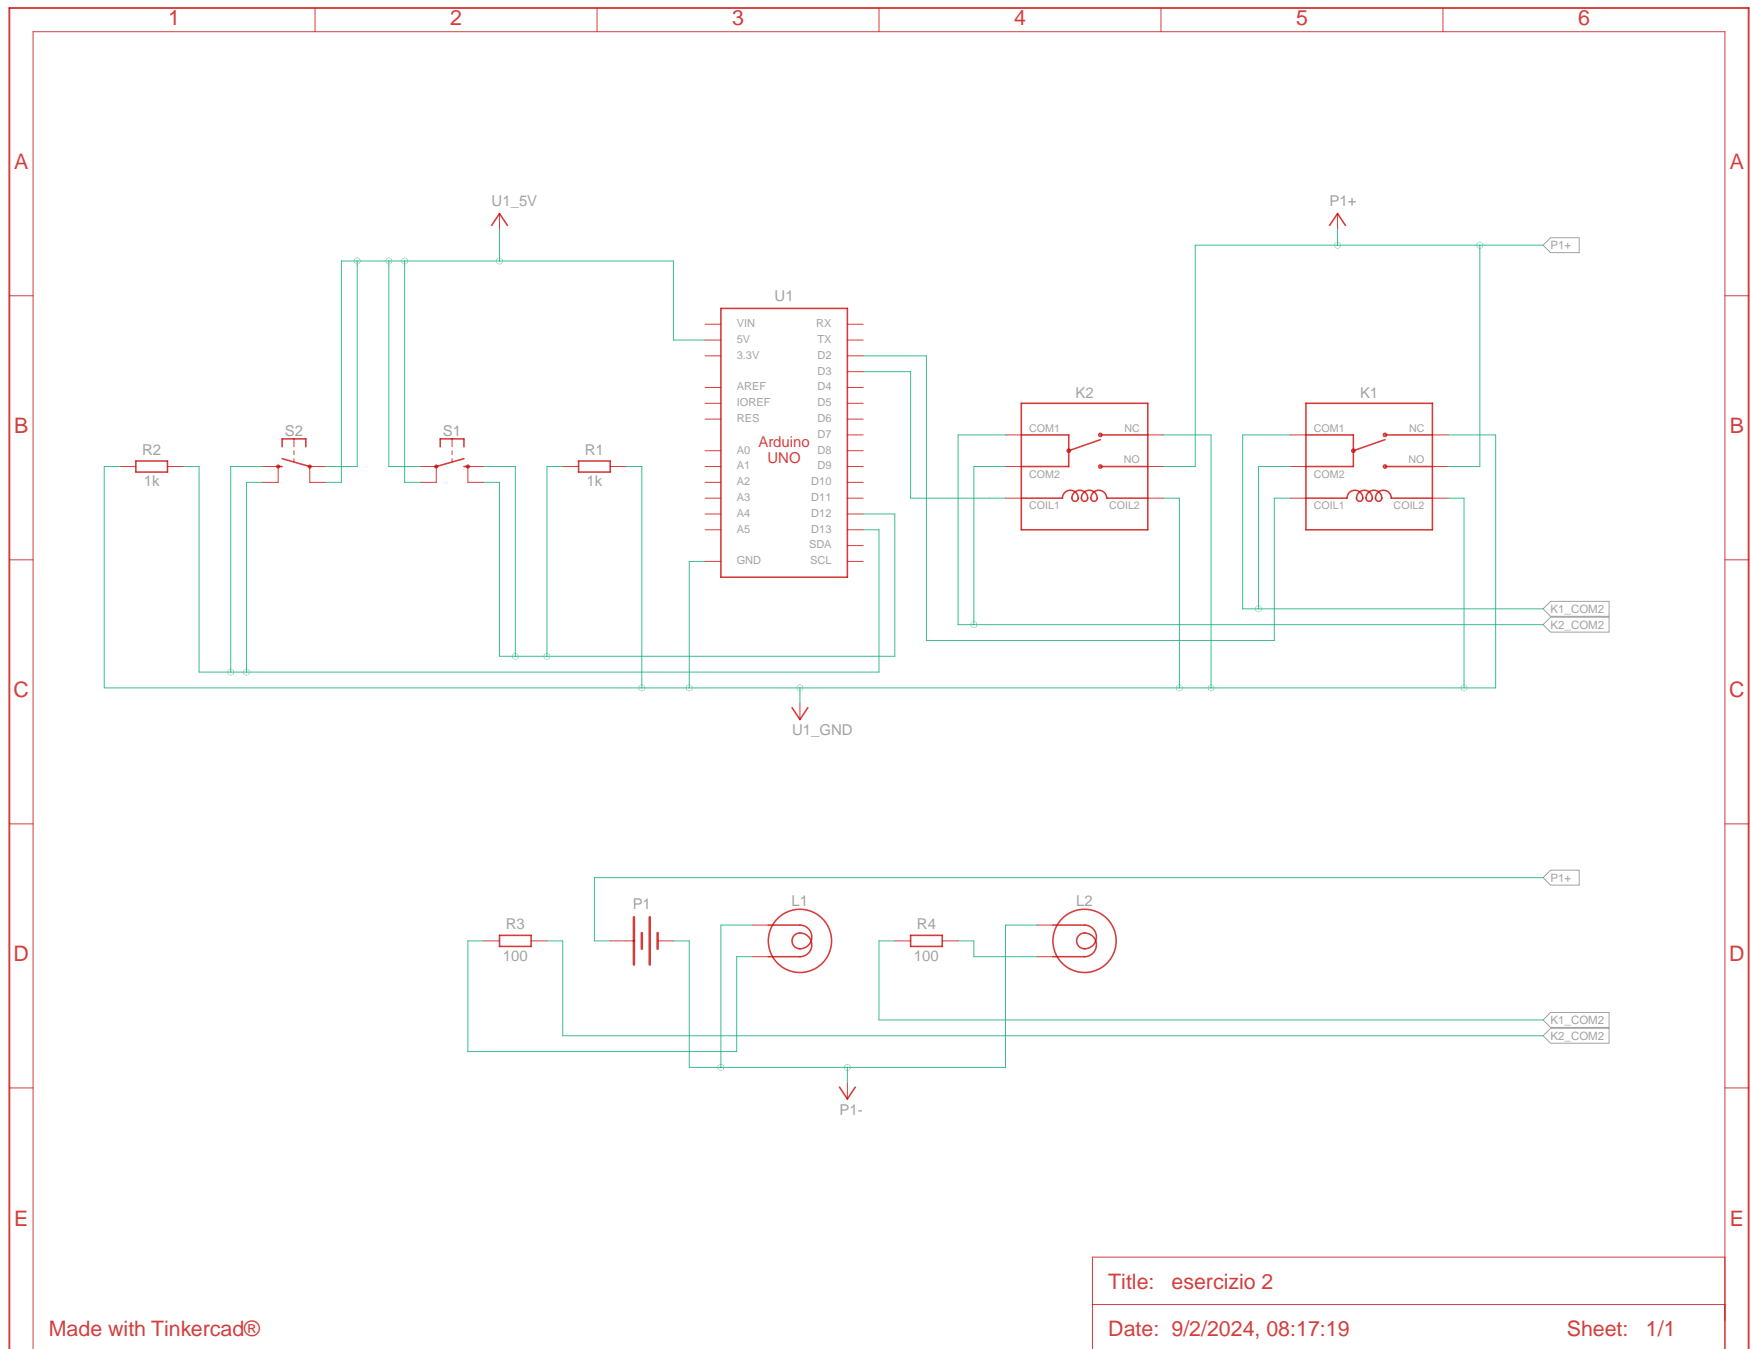 1 2 3 4 5 6
A A
U1_5V P1+
P1+
U1
VIN RX
5V TX
3.3V D2
D3
AREF D4
IOREF D5
RES D6
D7
A0 D8
A1 D9
A2 D10
A3 D11
A4 D12
A5 D13
SDA
GND SCL
Arduino
UNO
K2 K1
COM1 NC COM1 NC
COM2 NO COM2 NO
COIL1 COIL2 COIL1 COIL2
B B
R2 S2 S1 R1
1k 1k
K1_COM2
K2_COM2
C C
U1_GND
P1+
R3 P1 L1 R4 L2
100 100
D D
K1_COM2
K2_COM2
P1-
E E
Title: esercizio 2
Made with Tinkercad®
Date: 9/2/2024, 08:17:19 Sheet: 1/1